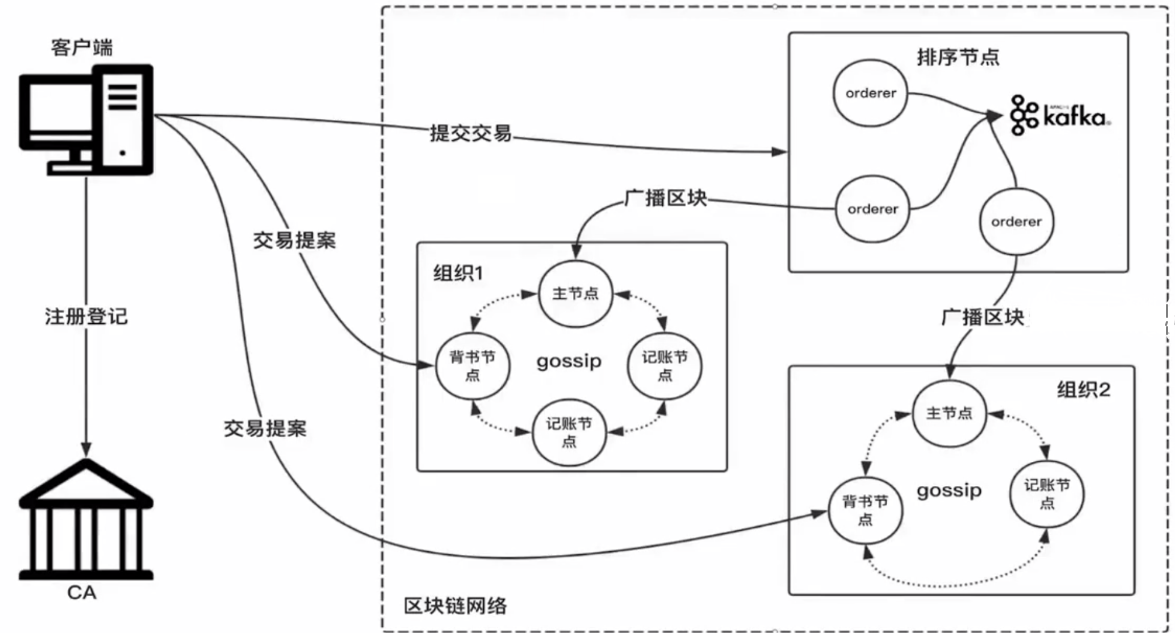 客户端
排序节点
orderer
APACHE
kafka
提交交易
广播区块
orderer
orderer
交易提案
组织1
主节点
注册登记
广播区块
背书节
点
gossip
记账节
点
组织2
主节点
交易提案
记账节
点
gossip
记账节
点
背书节
点
CA
区块链网络